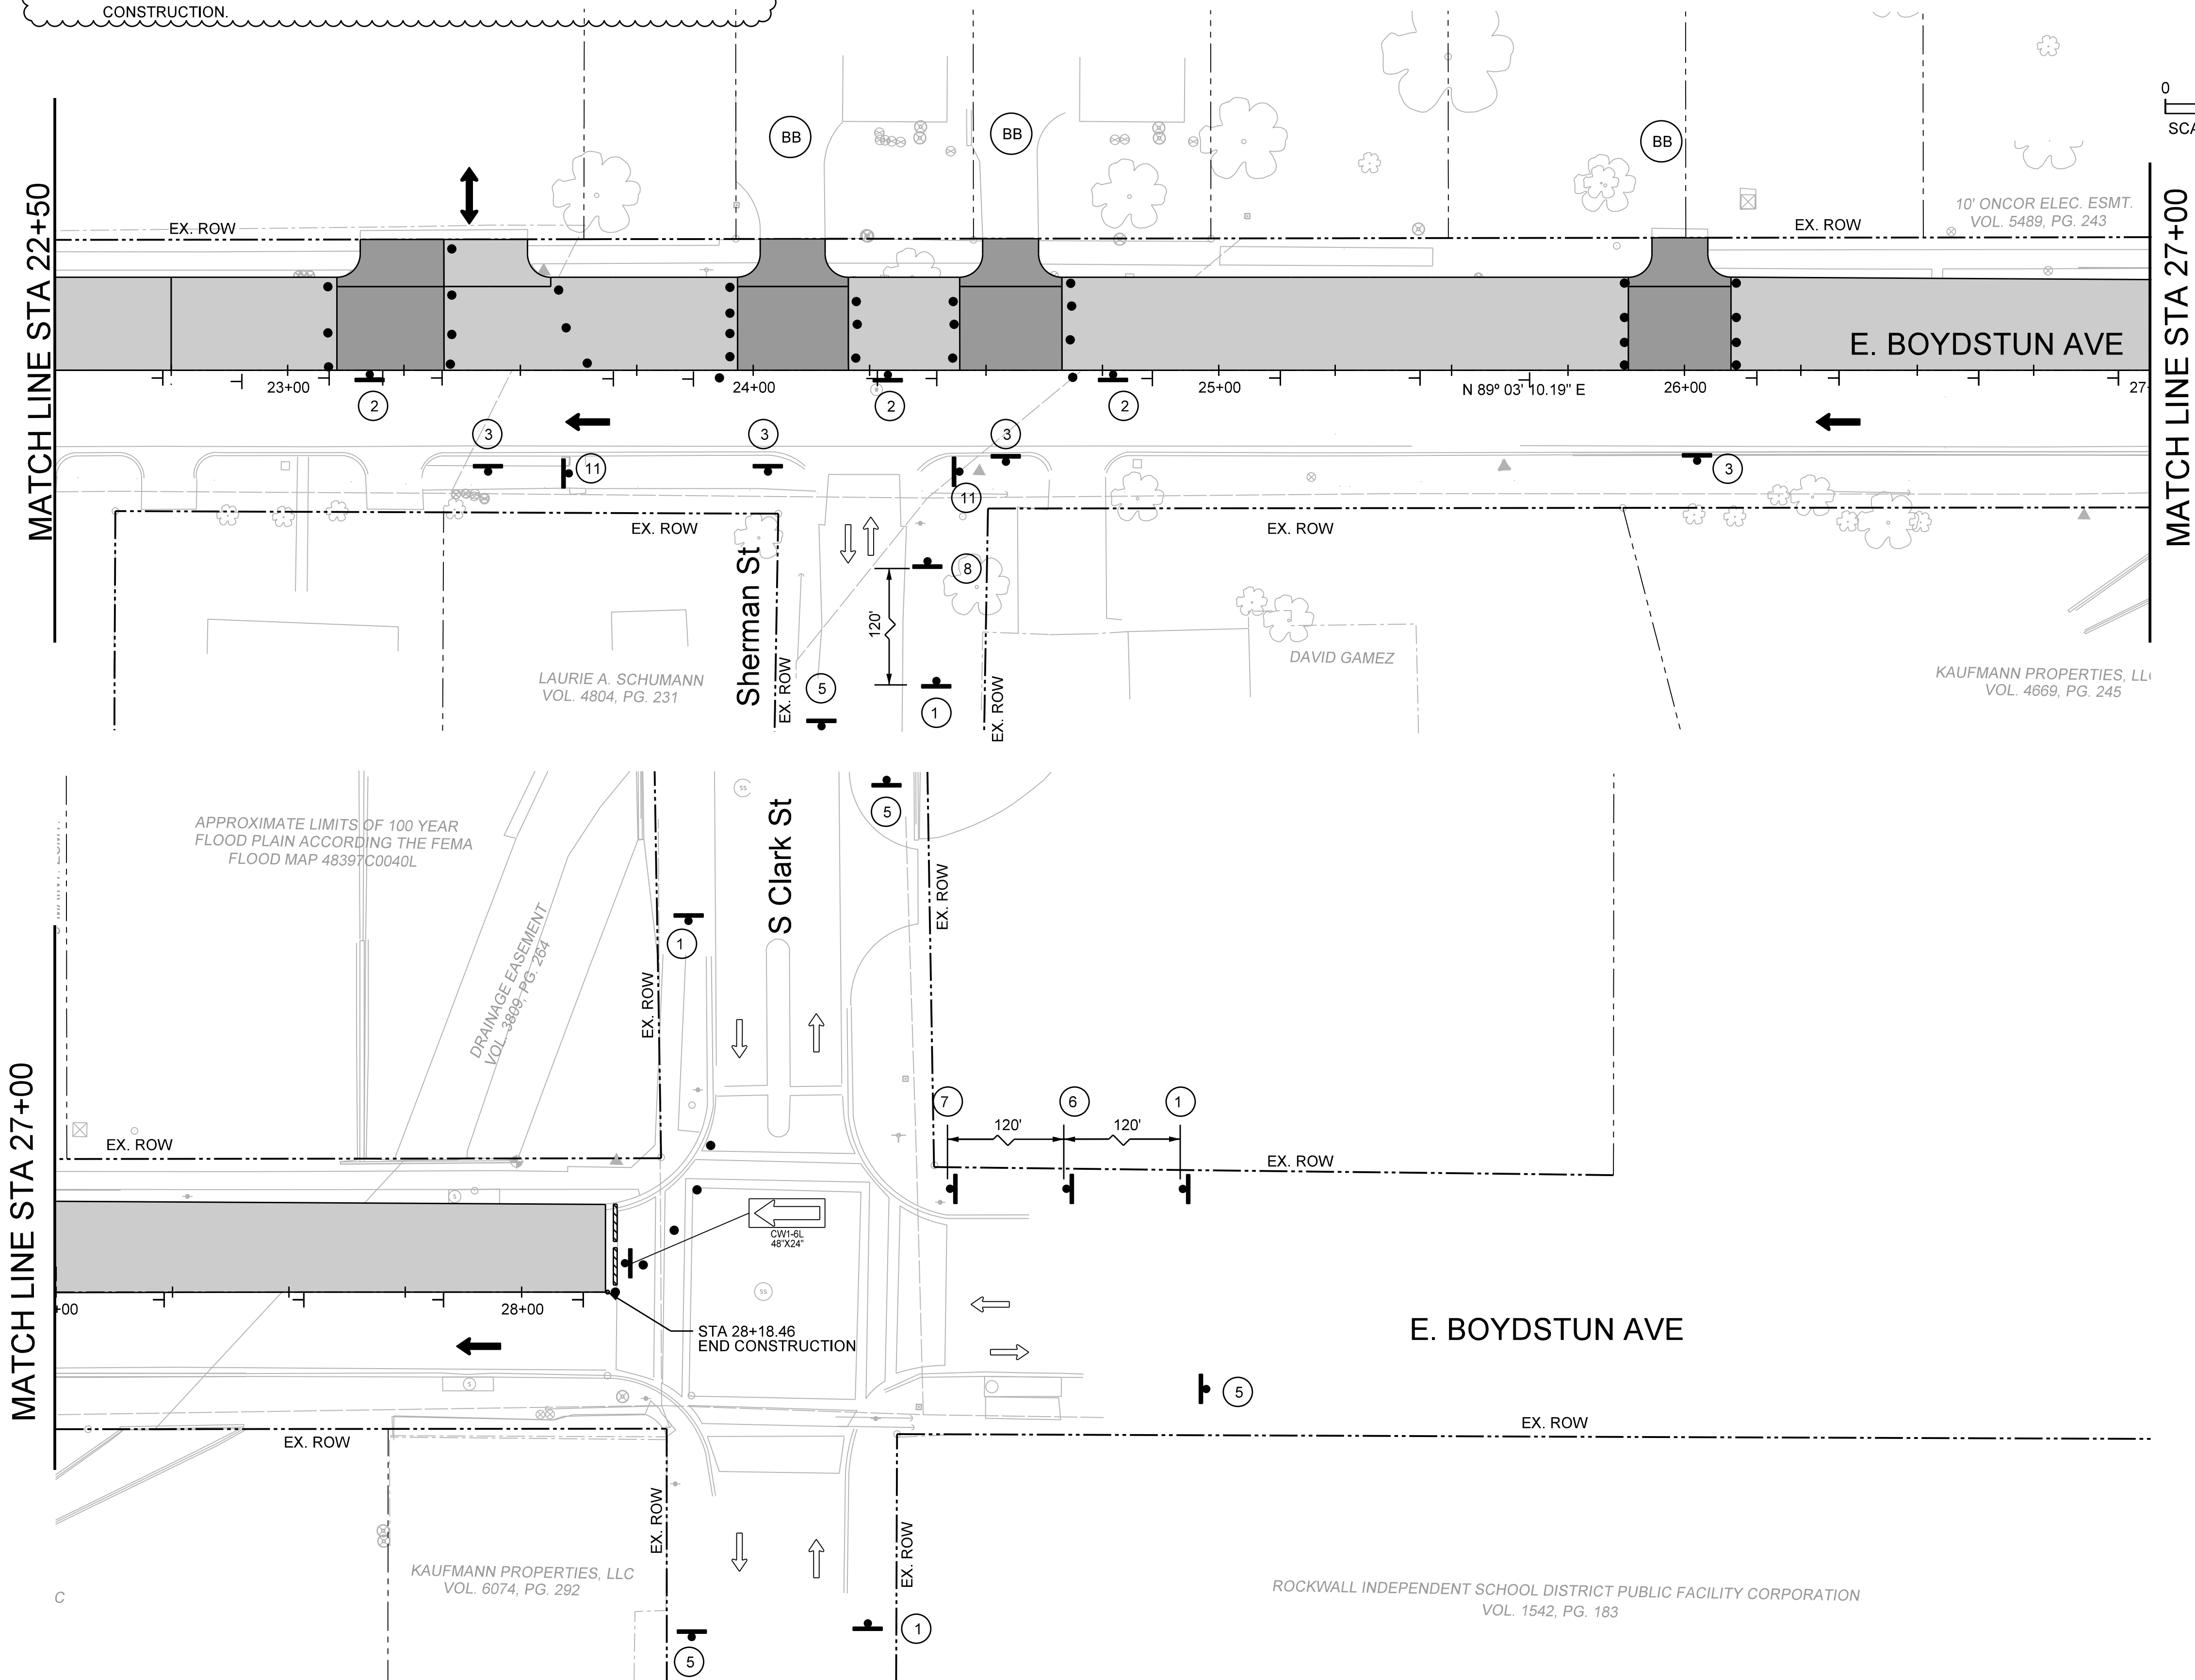 CONSTRUCTION.
0
MATCH LINE STA 22+50
BB
BB
BB
10' ONCOR ELEC. ESMT.
VOL. 5489, PG. 243
EX. ROW
EX. ROW
MATCH LINE STA 27+00
E. BOYDSTUN AVE
23+00
24+00
25+00
N 89° 03' 10.19" E
26+00
27
2
2
2
3
3
3
3
11
11
EX. ROW
EX. ROW
Sherman St
8
120'
LAURIE A. SCHUMANN
VOL. 4804, PG. 231
EX. ROW
5
1
EX. ROW
DAVID GAMEZ
KAUFMANN PROPERTIES,
VOL. 4669, PG. 245
APPROXIMATE LIMITS OF 100 YEAR
FLOOD PLAIN ACCORDING THE FEMA
FLOOD MAP 48397C0040L
S Clark St
5
EX. ROW
1
DRAINAGE EASEMENT
VOL. 3809, PG. 264
EX. ROW
MATCH LINE STA 27+00
EX. ROW
7
6
1
120'
120'
EX. ROW
CW1-6L
48"X24"
SS
SS
S
S
+00
28+00
STA 28+18.46
END CONSTRUCTION
E. BOYDSTUN AVE
5
EX. ROW
EX. ROW
EX. ROW
EX. ROW
KAUFMANN PROPERTIES, LLC
VOL. 6074, PG. 292
C
ROCKWALL INDEPENDENT SCHOOL DISTRICT PUBLIC FACILITY CORPORATION
VOL. 1542, PG. 183
1
5